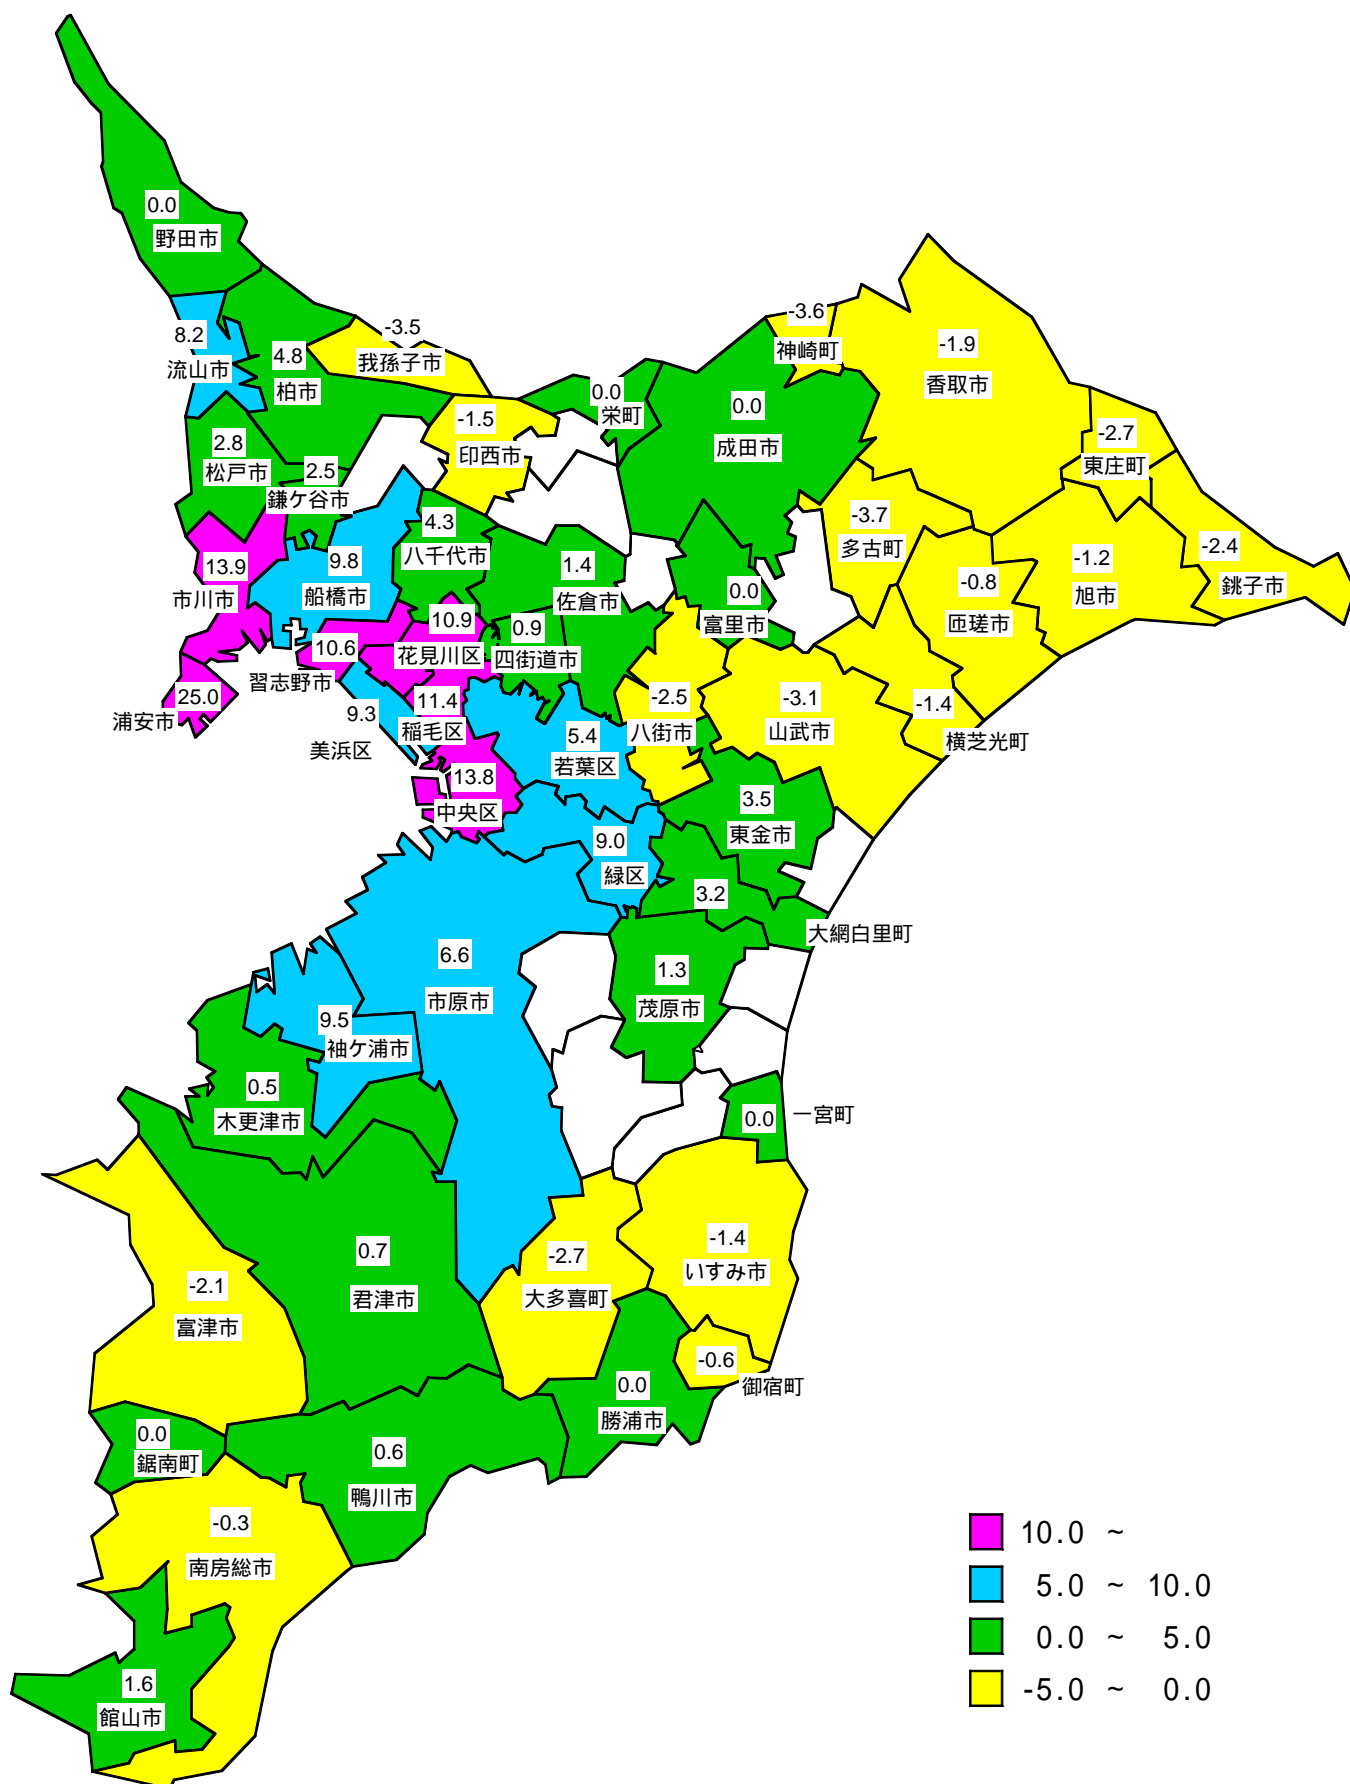 0.0
野田市
8.2
流山市
4.8
柏市
-3.5
我孫子市
-3.6
神崎町
-1.9
香取市
0.0
栄町
0.0
成田市
-1.5
印西市
-2.7
東庄町
2.8
松戸市
2.5
鎌ケ谷市
4.3
八千代市
-3.7
多古町
-2.4
銚子市
-1.2
旭市
-0.8
匝瑳市
13.9
市川市
9.8
船橋市
1.4
佐倉市
0.0
富里市
10.9
花見川区
0.9
四街道市
10.6
習志野市
25.0
浦安市
9.3
美浜区
11.4
稲毛区
-2.5
八街市
-3.1
山武市
-1.4
横芝光町
5.4
若葉区
13.8
中央区
3.5
東金市
9.0
緑区
3.2
大網白里町
6.6
市原市
1.3
茂原市
9.5
袖ケ浦市
0.5
木更津市
0.0
一宮町
0.7
君津市
-2.7
大多喜町
-1.4
いすみ市
-2.1
富津市
-0.6
御宿町
0.0
勝浦市
0.0
鋸南町
0.6
鴨川市
-0.3
南房総市
1.6
館山市
10.0 ~
5.0 ~ 10.0
0.0 ~ 5.0
-5.0 ~ 0.0